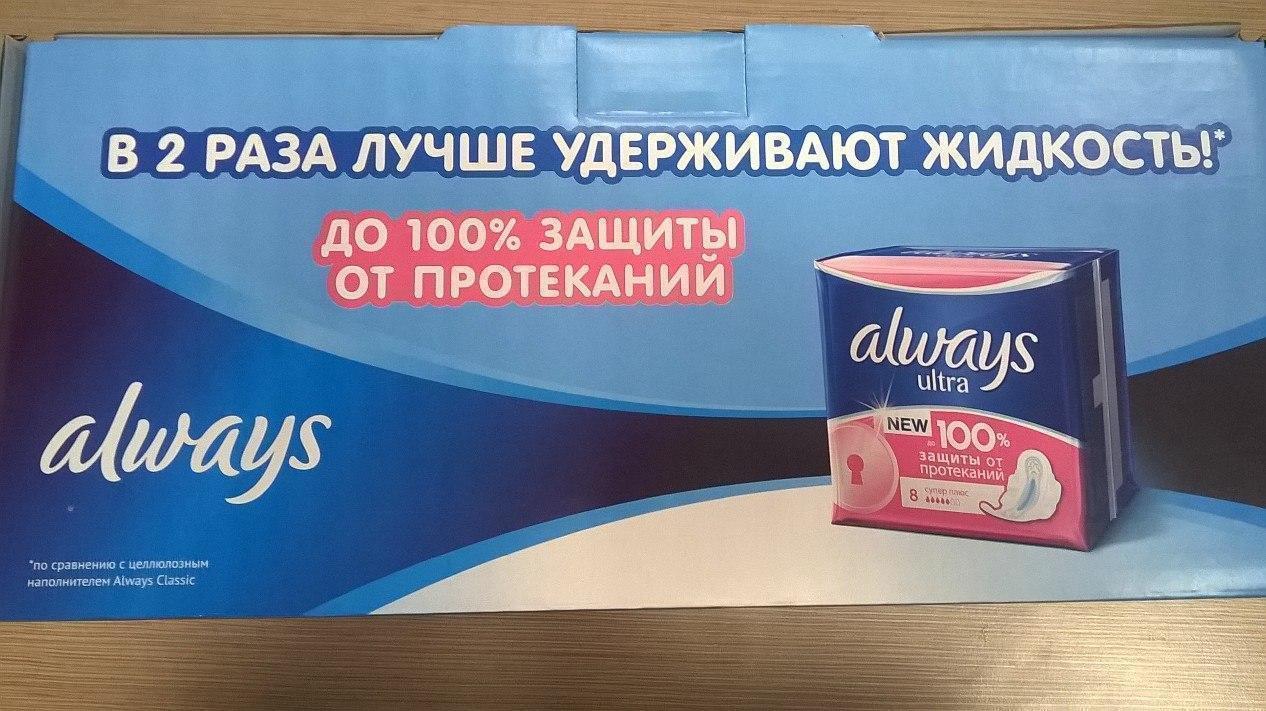 В 2 РАЗА ЛУЧШЕ УДЕРЖИВАЮТ ЖИДКОСТЬ!*
ДО 100% ЗАЩИТЫ
ОТ ПРОТЕКАНИЙ
always
ultra
NEW до 100%
защиты от
протеканий
8 супер плюс
always
*по сравнению с целлюлозным
наполнителем Always Classic